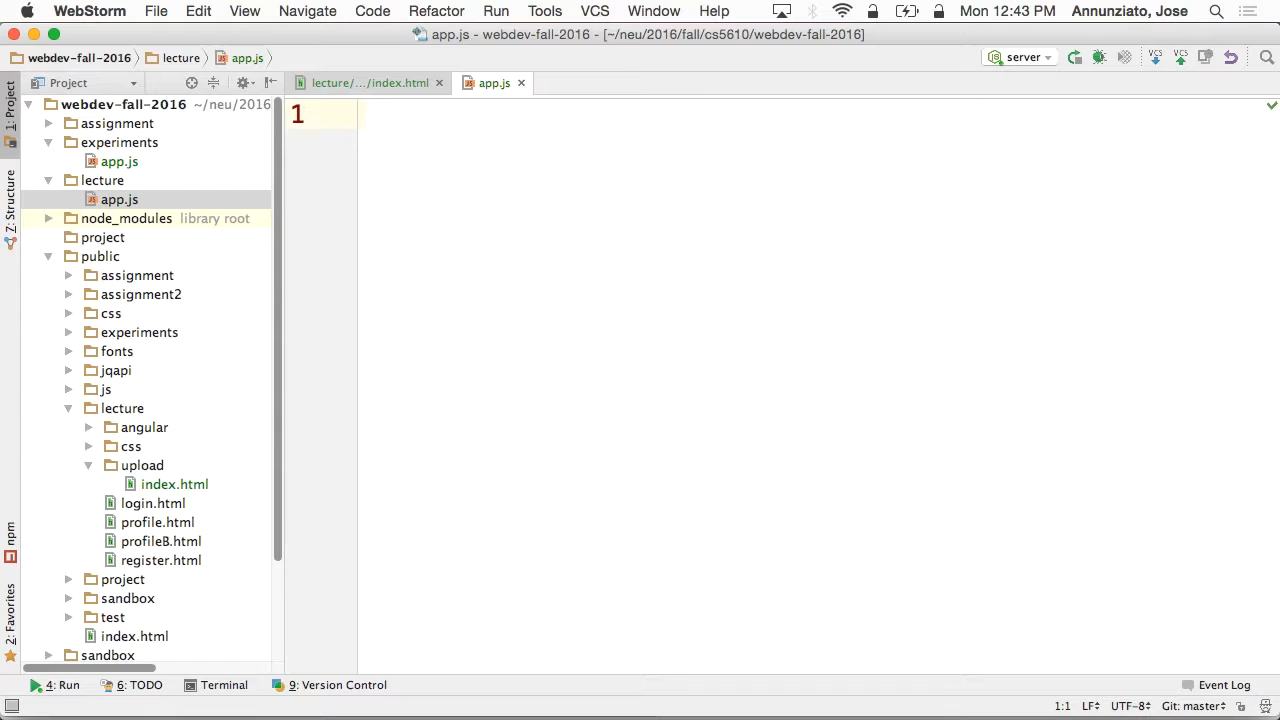 WebStorm File Edit View Navigate Code Refactor Run Tools VCS Window Help Mon 12:43 PM Annunziato, Jose
app.js - webdev-fall-2016 - [~/neu/2016/fall/cs5610/webdev-fall-2016]
webdev-fall-2016 lecture app.js server VCS VCS
Project lecture/.../index.html app.js
1: Project
Z: Structure
npm
2: Favorites
webdev-fall-2016 ~/neu/2016
assignment
experiments
app.js
lecture
app.js
node_modules library root
project
public
assignment
assignment2
css
experiments
fonts
jqapi
js
lecture
angular
css
upload
index.html
login.html
profile.html
profileB.html
register.html
project
sandbox
test
index.html
sandbox
1
4: Run 6: TODO Terminal 9: Version Control Event Log
1:1 LF UTF-8 Git: master